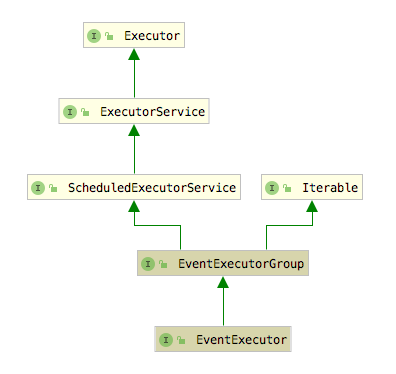 I Executor
I ExecutorService
I ScheduledExecutorService
I Iterable
I EventExecutorGroup
I EventExecutor